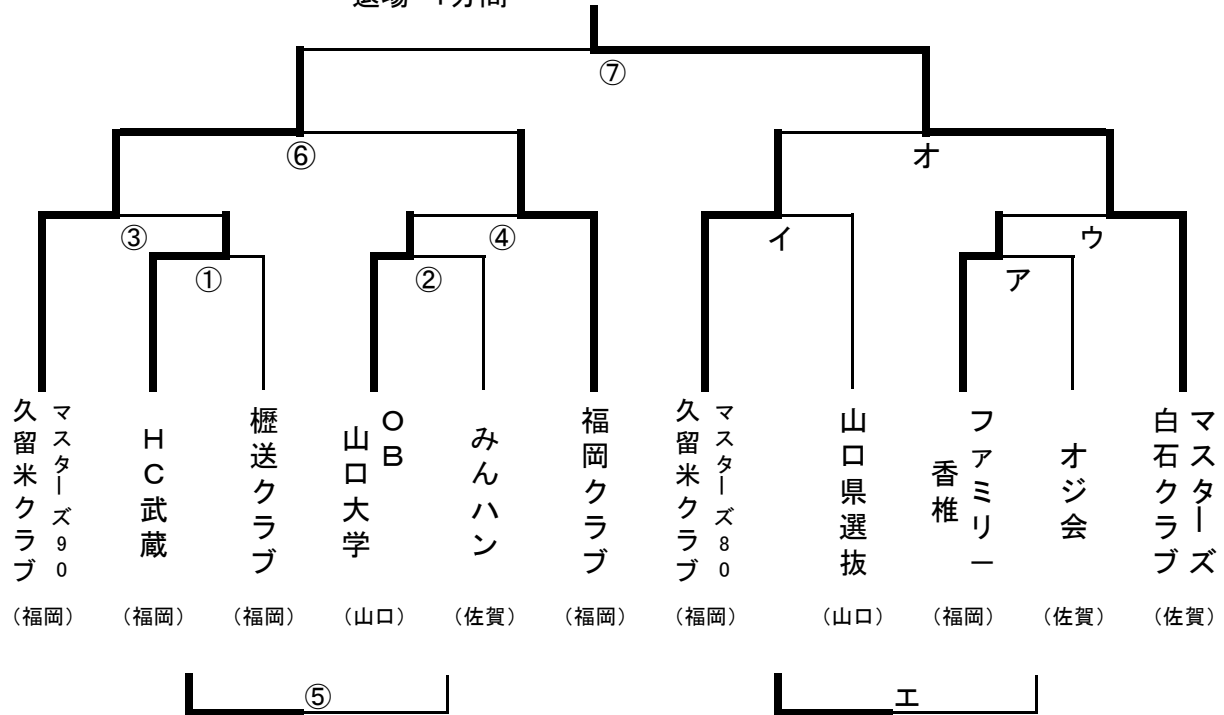 退場 1分間
⑦
⑥
オ
③
④
イ
ウ
①
②
ア
久留米クラブ
マスターズ90
HC武蔵
櫪送クラブ
山口大学
OB
みんハン
福岡クラブ
久留米クラブ
マスターズ80
山口県選抜
香椎
ファミリー
オジ会
白石クラブ
マスターズ
(福岡) (福岡) (福岡) (山口) (佐賀) (福岡) (福岡) (山口) (福岡) (佐賀) (佐賀)
⑤
エ